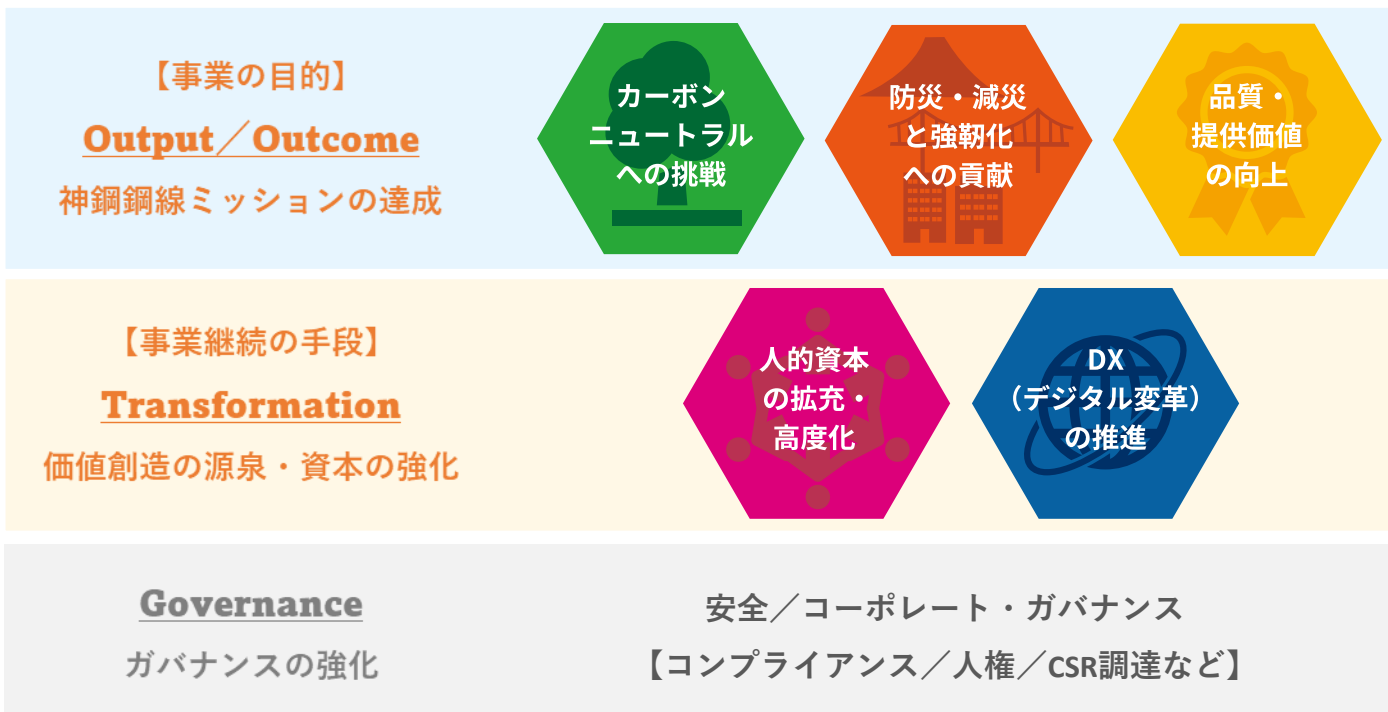 【事業の目的】
Output／Outcome
神鋼鋼線ミッションの達成
カーボン
ニュートラル
への挑戦
防災・減災
と強靭化
への貢献
品質・
提供価値
の向上
【事業継続の手段】
Transformation
価値創造の源泉・資本の強化
人的資本
の拡充・
高度化
DX
（デジタル変革）
の推進
Governance
ガバナンスの強化
安全／コーポレート・ガバナンス
【コンプライアンス／人権／CSR調達など】